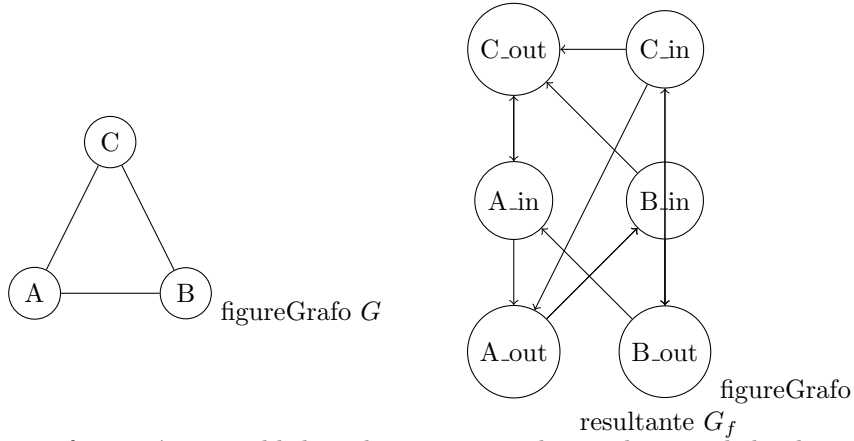 C_out
C_in
C
A_in
B_in
A
B
figureGrafo G
A_out
B_out
figureGrafo
resultante G_f